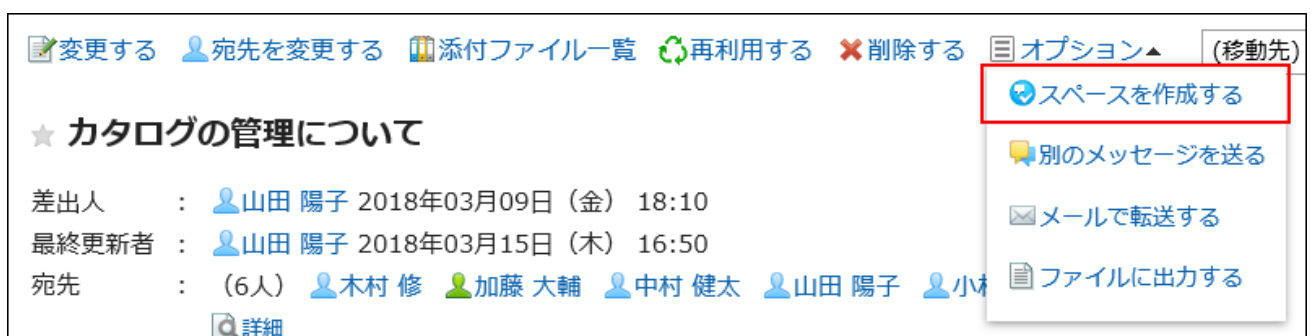 変更する 宛先を変更する 添付ファイル一覧 再利用する 削除する オプション▲ (移動先)
スペースを作成する
別のメッセージを送る
メールで転送する
ファイルに出力する
カタログの管理について
差出人 : 山田 陽子 2018年03月09日（金） 18:10
最終更新者 : 山田 陽子 2018年03月15日（木） 16:50
宛先 : （6人） 木村 修 加藤 大輔 中村 健太 山田 陽子 小
詳細